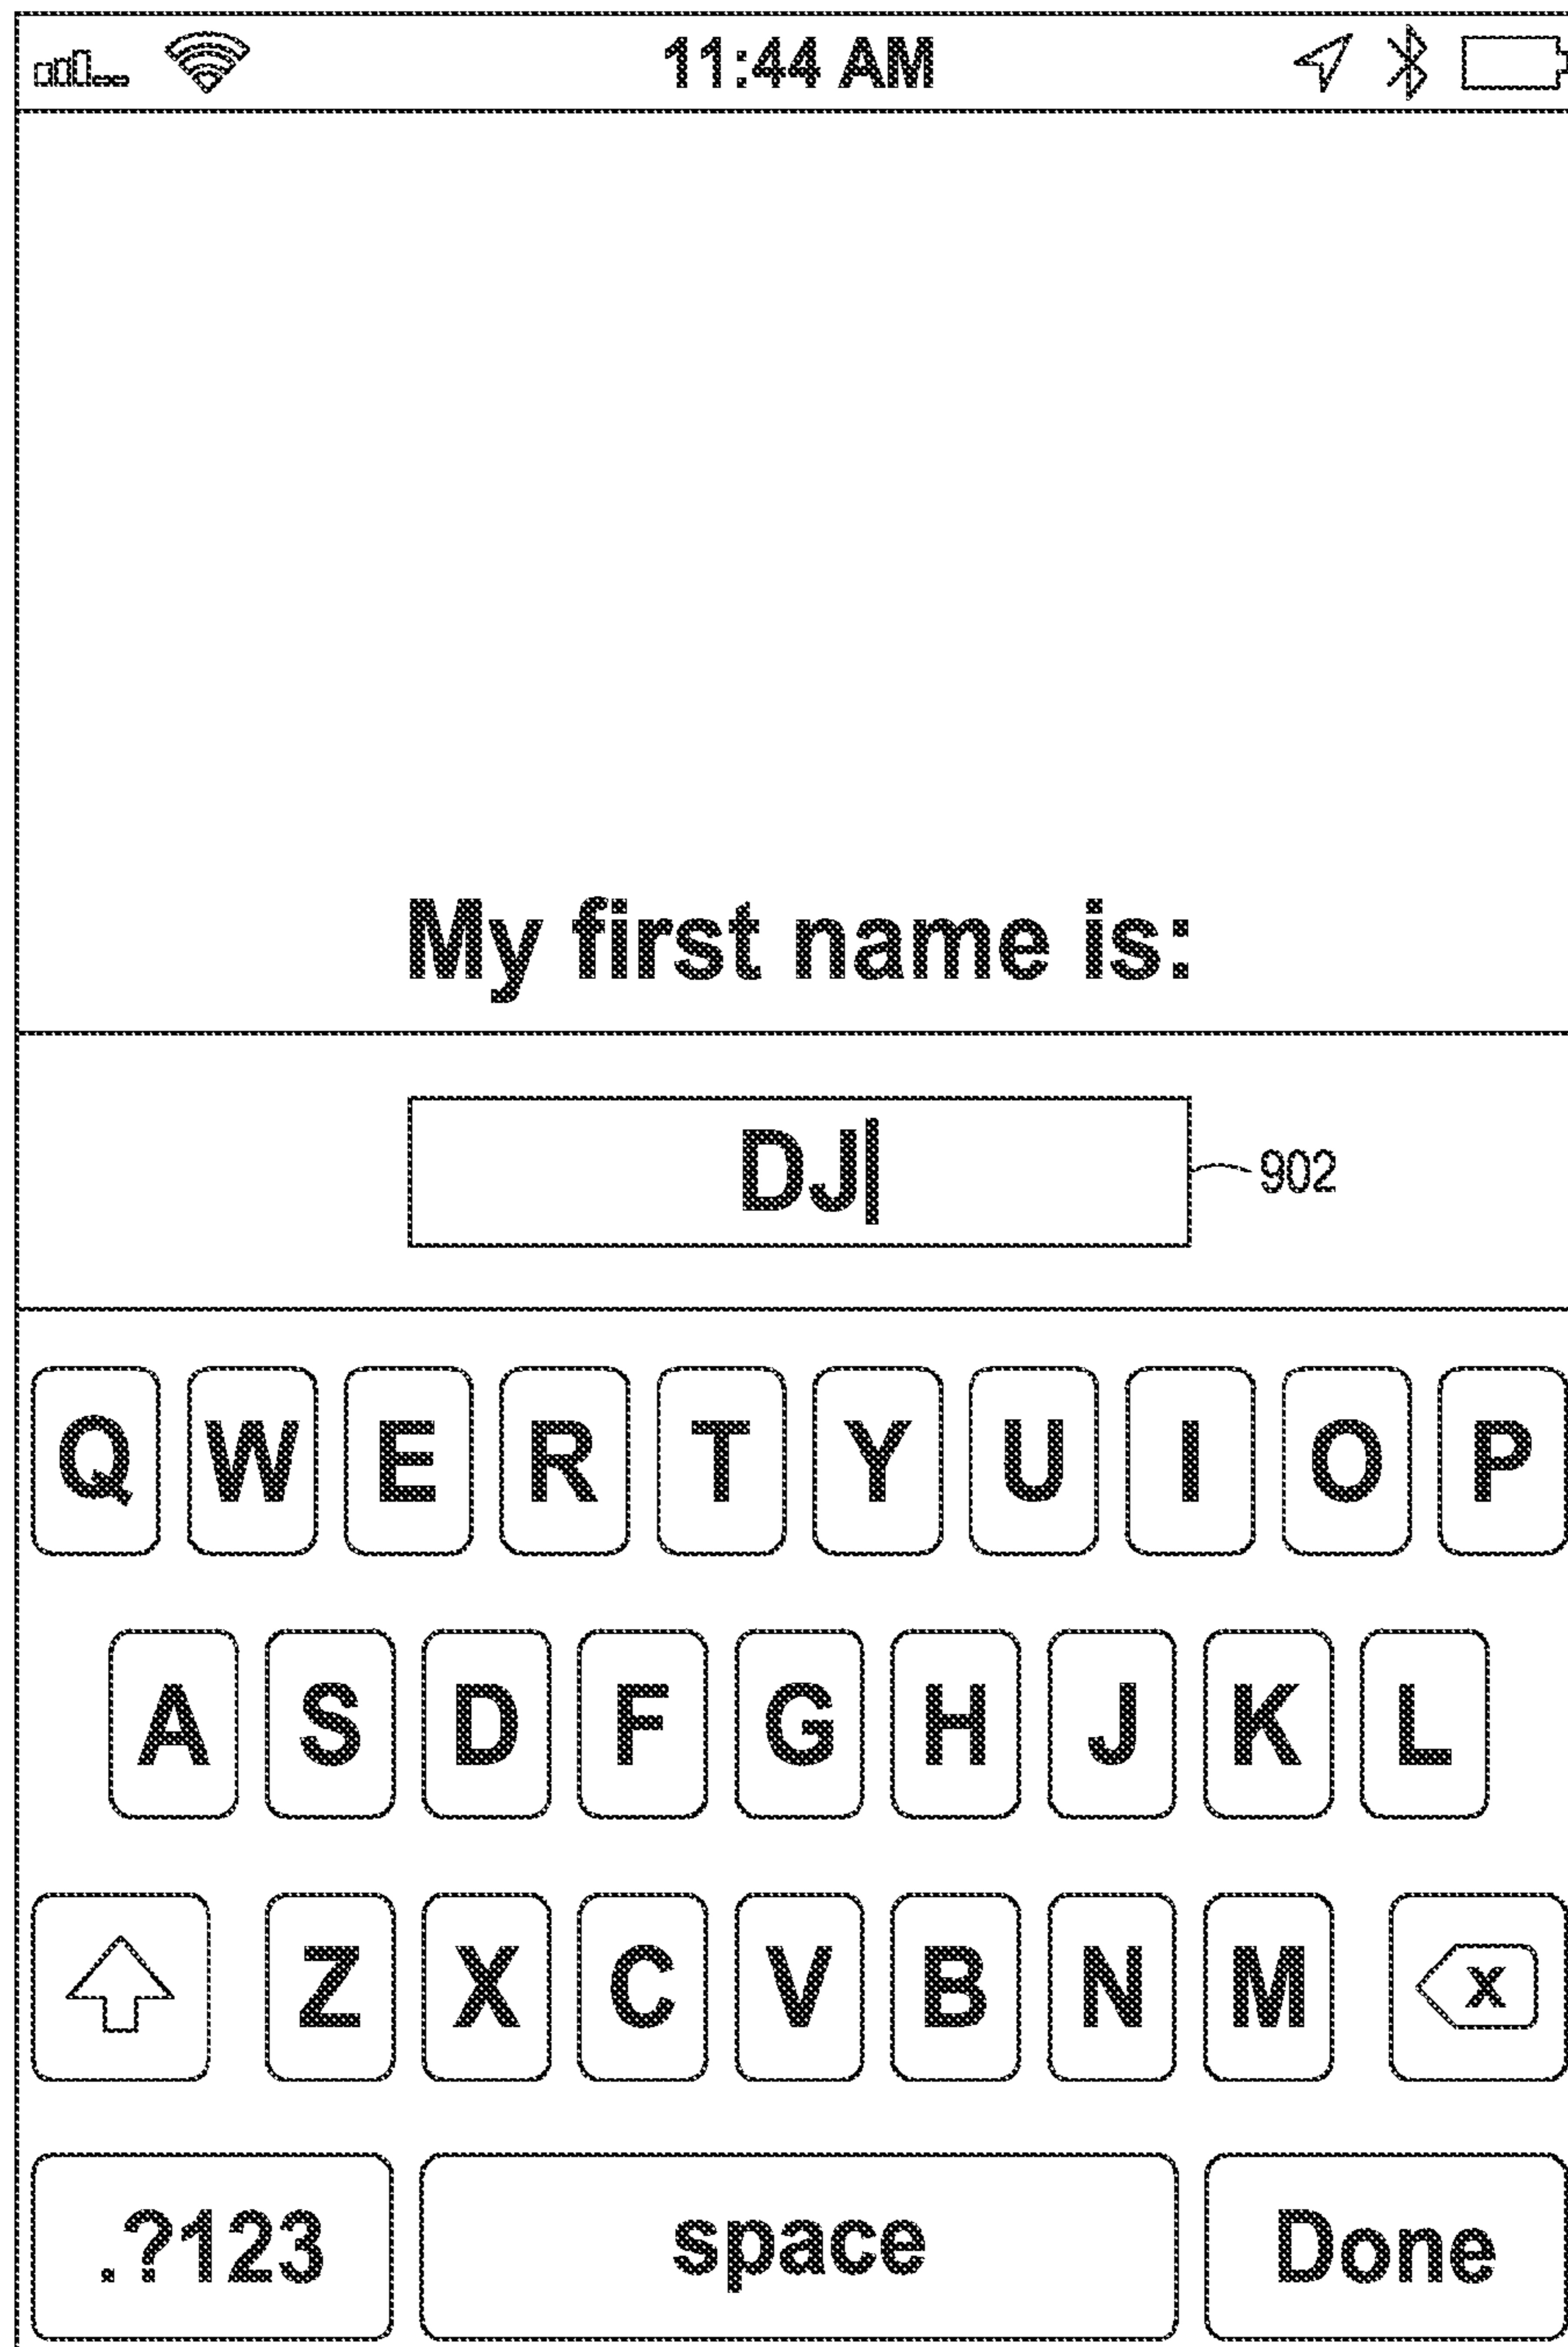 11:44 AM
My first name is:
DJ
902
Q W E R T Y U I O P
A S D F G H J K L
Z X C V B N M X
.?123 space Done